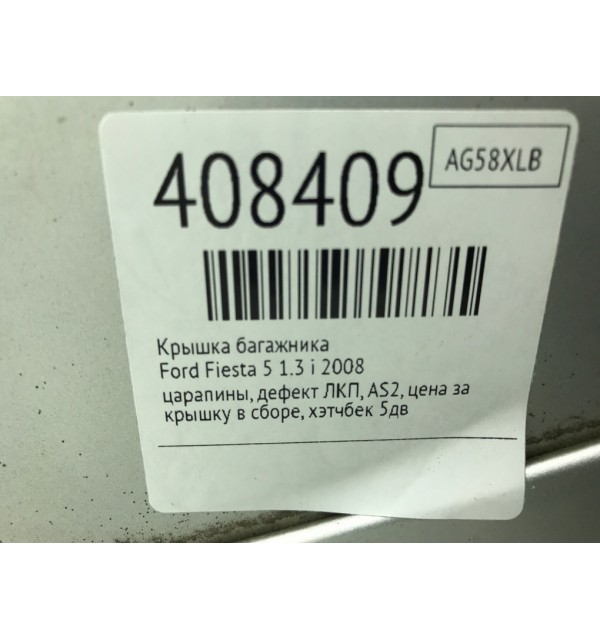 408409
AG58XLB
Крышка багажника
Ford Fiesta 5 1.3 i 2008
царапины, дефект ЛКП, AS2, цена за
крышку в сборе, хэтчбек 5дв